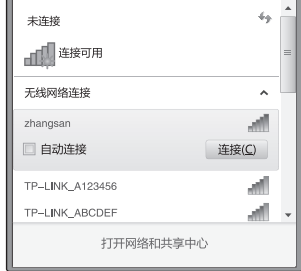 未连接
连接可用
无线网络连接
zhangsan
自动连接
连接(C)
TP-LINK_A123456
TP-LINK_ABCDEF
打开网络和共享中心